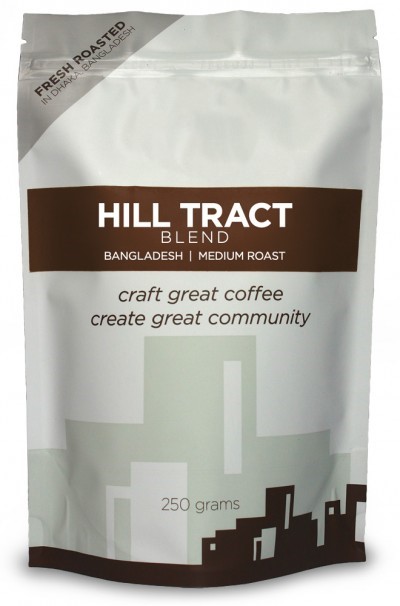 FRESH ROASTED
IN DHAKA, BANGLADESH
HILL TRACT
BLEND
BANGLADESH | MEDIUM ROAST
craft great coffee
create great community
250 grams